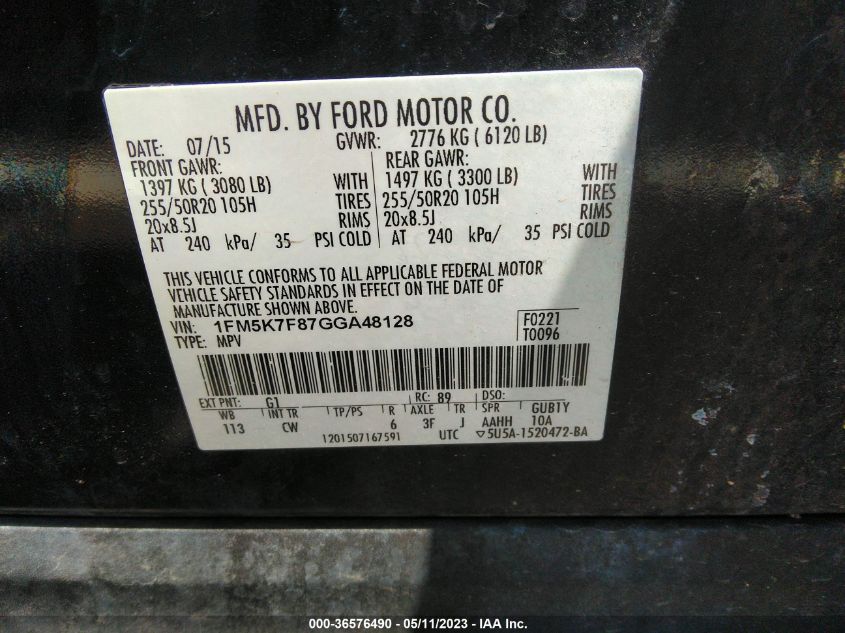 MFD. BY FORD MOTOR CO.
DATE: 07/15 GVWR: 2776 KG ( 6120 LB)
FRONT GAWR: REAR GAWR:
1397 KG ( 3080 LB) WITH 1497 KG ( 3300 LB) WITH
255/50R20 105H TIRES 255/50R20 105H TIRES
20x8.5J RIMS 20x8.5J RIMS
AT 240 kPa/ 35 PSI COLD AT 240 kPa/ 35 PSI COLD
THIS VEHICLE CONFORMS TO ALL APPLICABLE FEDERAL MOTOR
VEHICLE SAFETY STANDARDS IN EFFECT ON THE DATE OF
MANUFACTURE SHOWN ABOVE.
VIN: 1FM5K7F87GGA48128 F0221
TYPE: MPV T0096
EXT PNT: G1 RC: 89 DSO:
WB INT TR TP/PS R AXLE TR SPR GUB1Y
113 CW 6 3F J AAHH 10A
1201507167591 UTC ▽5U5A-1520472-BA
000-36576490 - 05/11/2023 - IAA Inc.